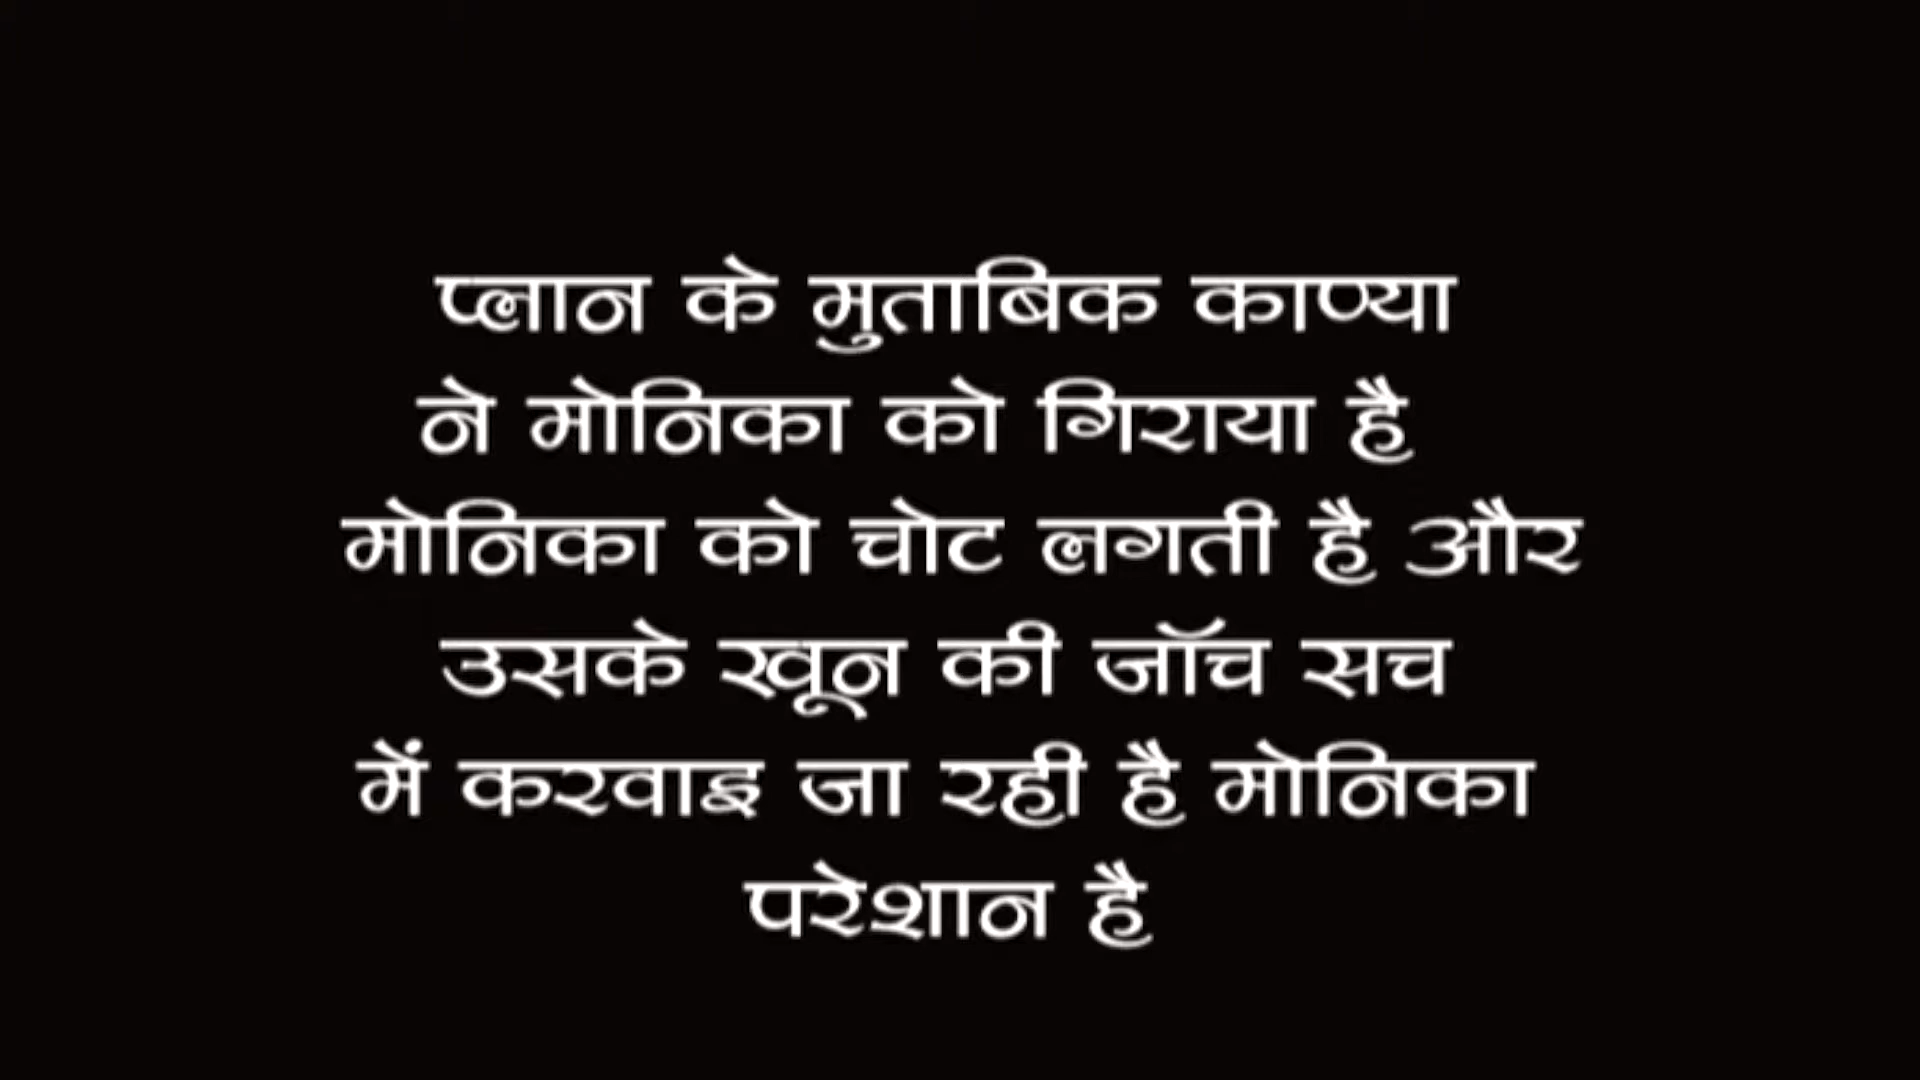 प्लान के मुताबिक काण्या
ने मोनिका को गिराया है
मोनिका को चोट लगती है और
उसके खून की जॉच सच
में करवाइ जा रही है मोनिका
परेशान है